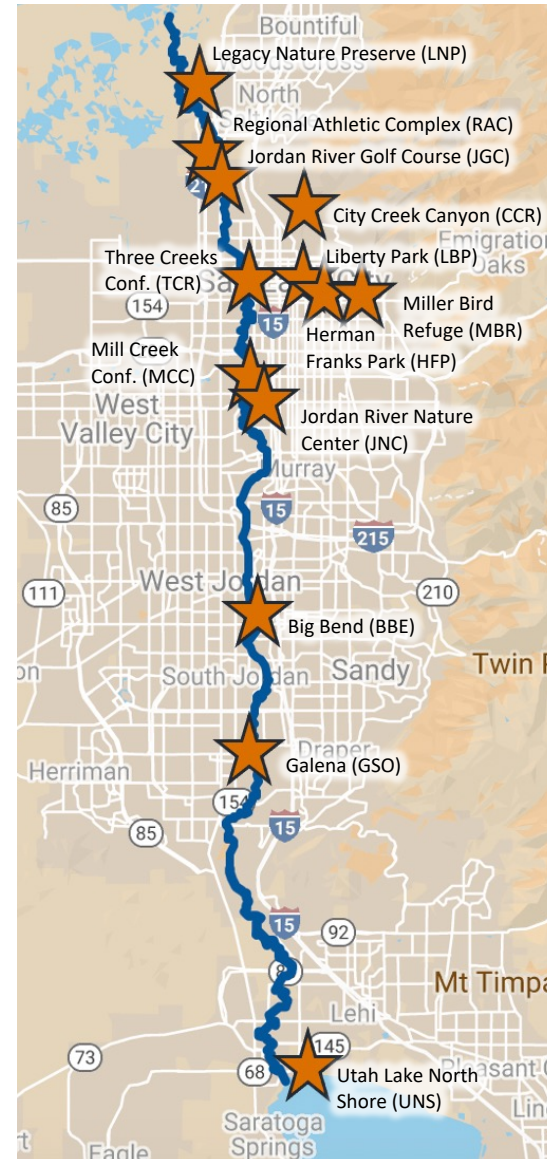 Bountiful
Legacy Nature Preserve (LNP)
North
Regional Athletic Complex (RAC)
Jordan River Golf Course (JGC)
City Creek Canyon (CCR)
Emigration
Oaks
Three Creeks
Conf. (TCR)
Liberty Park (LBP)
154
15
Miller Bird
Refuge (MBR)
Herman
Franks Park (HFP)
Mill Creek
Conf. (MCC)
West
Valley City
Jordan River Nature
Center (JNC)
Murray
85
15
215
West Jordan
111
210
Big Bend (BBE)
South Jordan
Sandy
Twin
Draper
Galena (GSO)
Herriman
154
85
15
15
92
Mt Timpa
Lehi
73
145
68
Pleasant
Utah Lake North
Shore (UNS)
Saratoga
Springs
Lin
Eagle